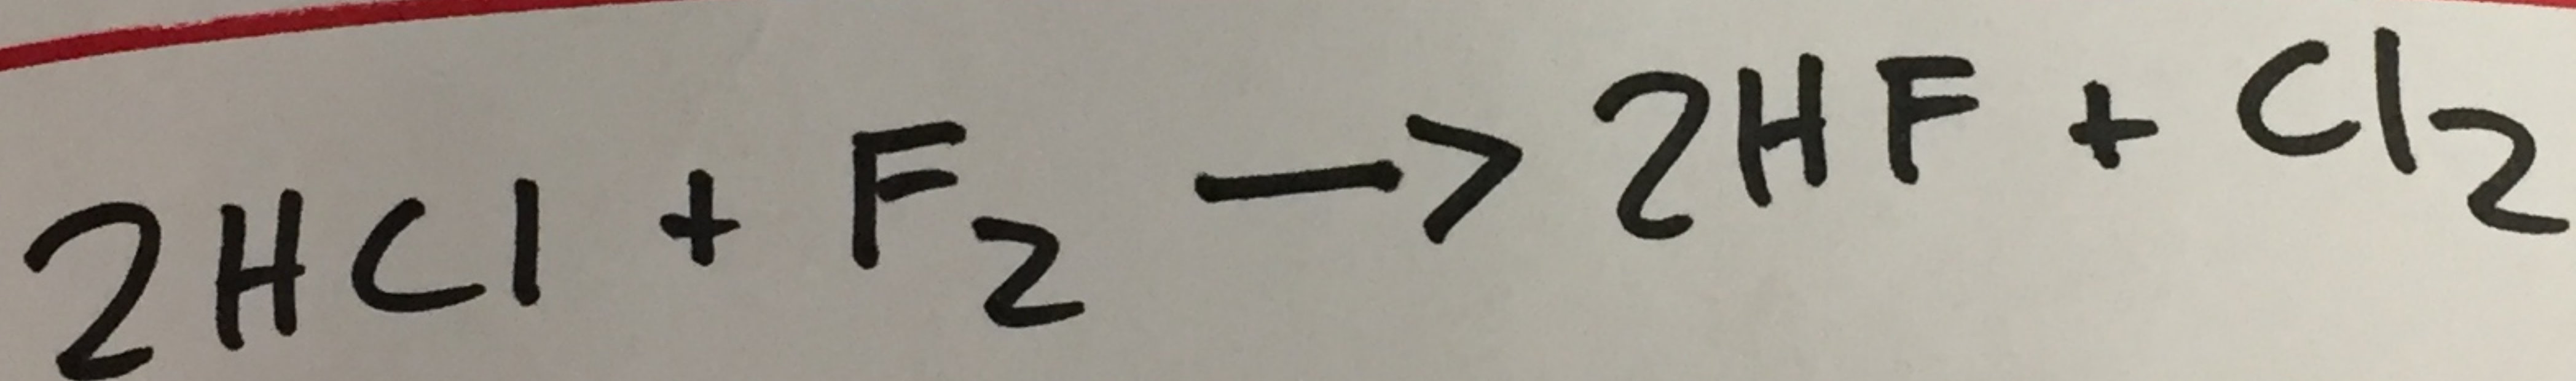 2HCl + F₂ → 2HF + Cl₂